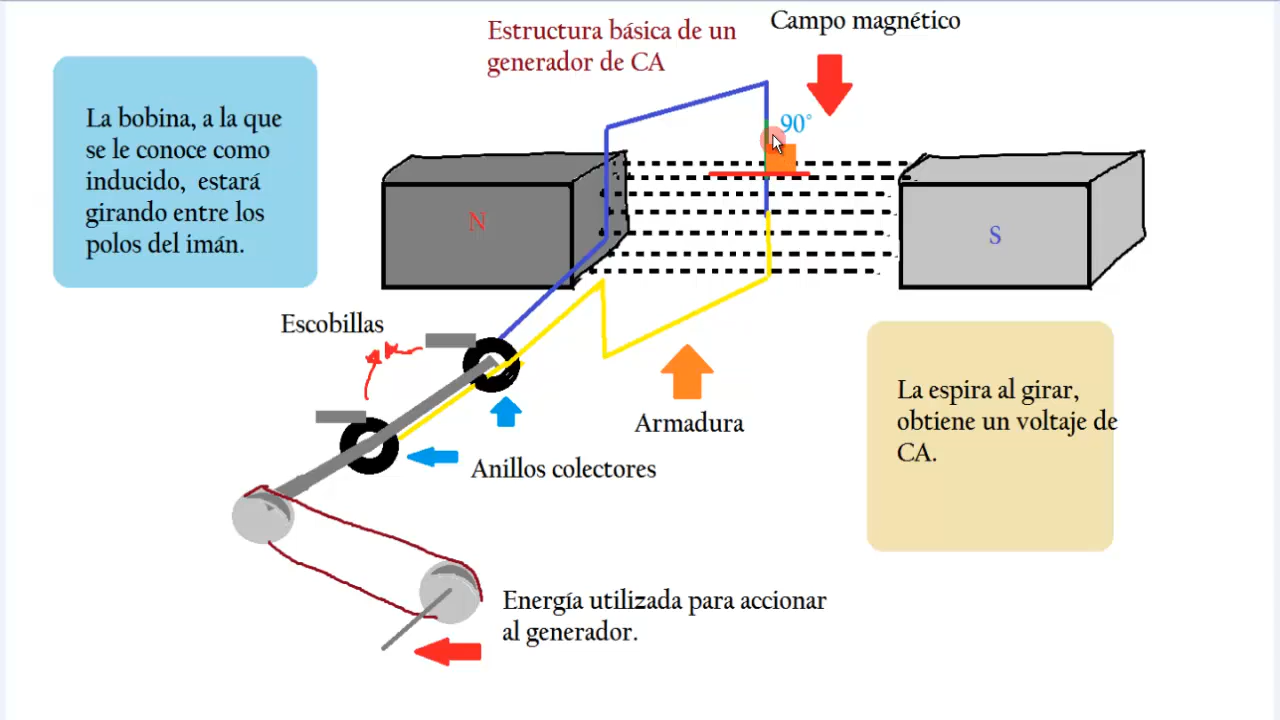 Estructura básica de un
generador de CA
Campo magnético
90°
La bobina, a la que
se le conoce como
inducido, estará
girando entre los
polos del imán.
N
S
Escobillas
Armadura
Anillos colectores
La espira al girar,
obtiene un voltaje de
CA.
Energía utilizada para accionar
al generador.